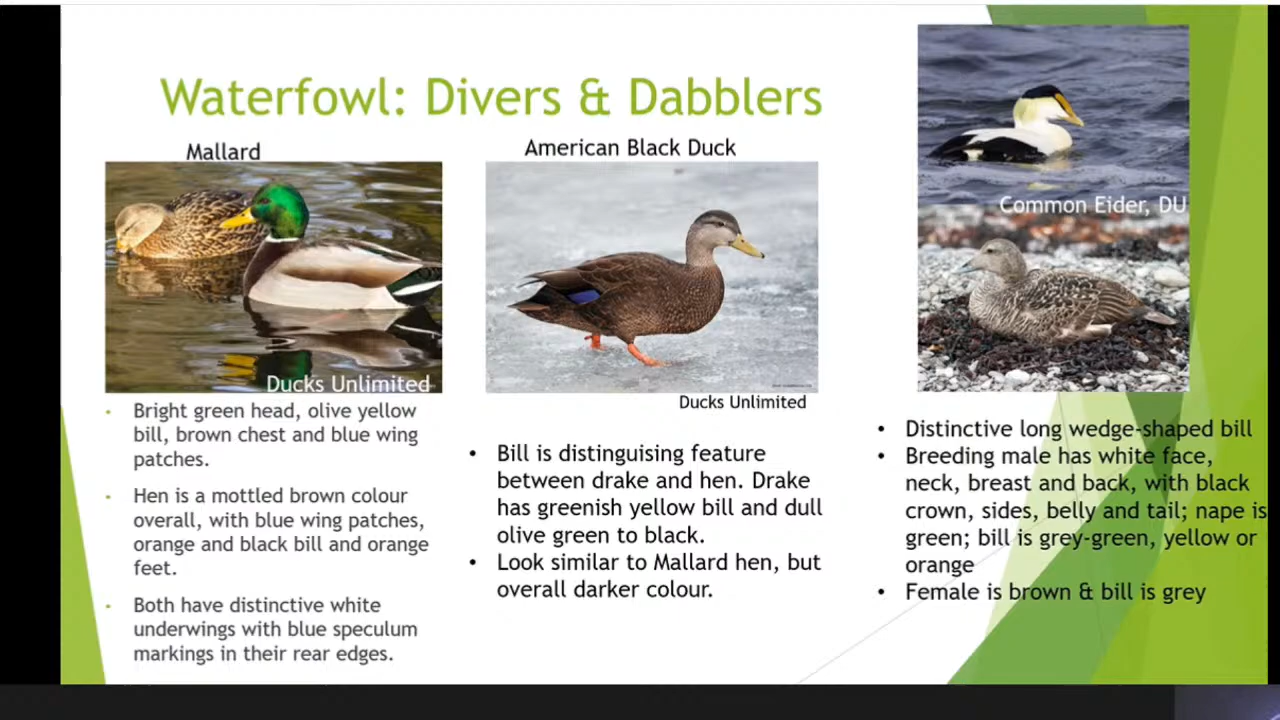 Waterfowl: Divers & Dabblers
Mallard
Ducks Unlimited
Bright green head, olive yellow
bill, brown chest and blue wing
patches.
Hen is a mottled brown colour
overall, with blue wing patches,
orange and black bill and orange
feet.
Both have distinctive white
underwings with blue speculum
markings in their rear edges.
American Black Duck
Ducks Unlimited
Bill is distinguising feature
between drake and hen. Drake
has greenish yellow bill and dull
olive green to black.
Look similar to Mallard hen, but
overall darker colour.
Common Eider, DU
Distinctive long wedge-shaped bill
Breeding male has white face,
neck, breast and back, with black
crown, sides, belly and tail; nape is
green; bill is grey-green, yellow or
orange
Female is brown & bill is grey